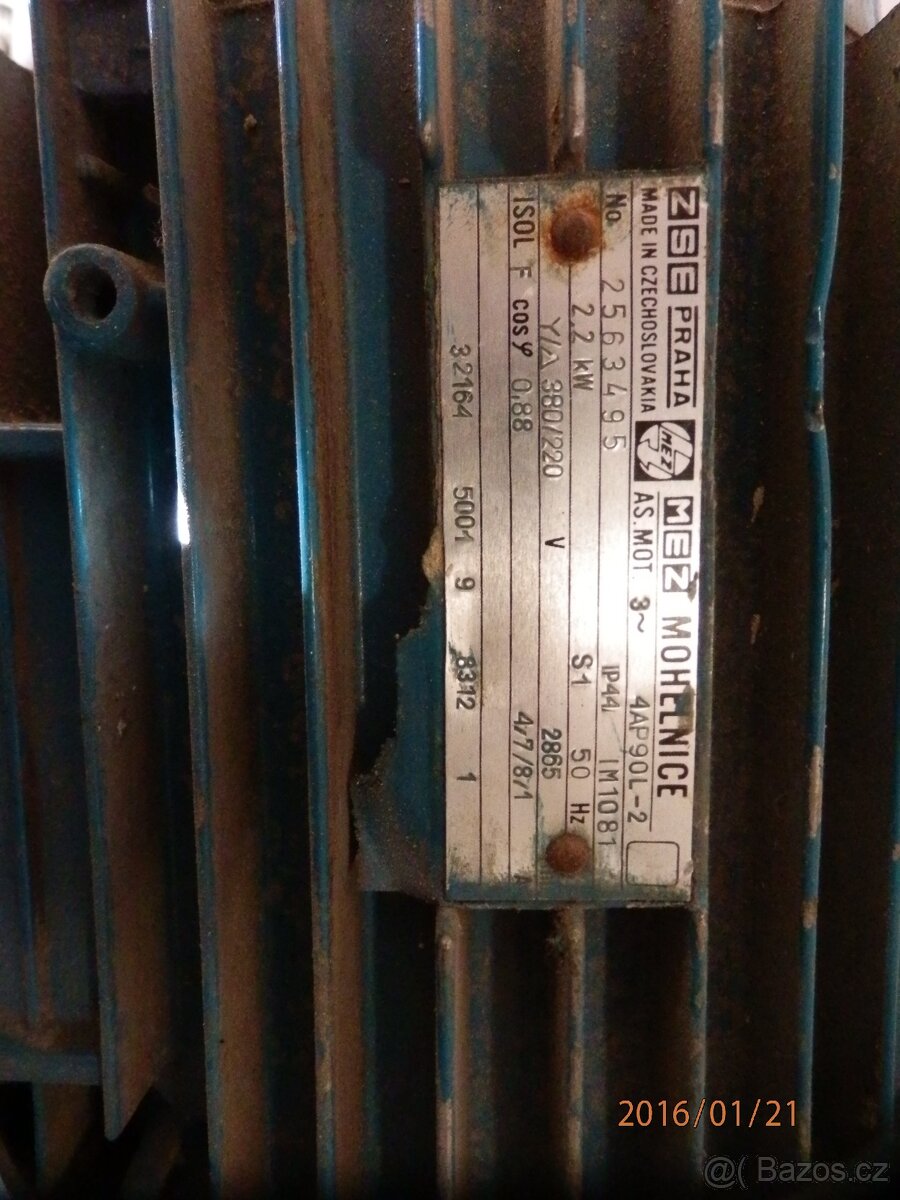 ZSE PRAHA MEZ MOHELNICE
MADE IN CZECHOSLOVAKIA MEZ AS. MOT. 3~ 4AP90L-2
No 2563495 IP44 IM1081
2,2 kW S1 50 Hz
Y/△ 380/220 V 2865
ISOL F cos φ 0,88 4,7/8,1 A
32164 5001 9 8312 1
2016/01/21
@( Bazos.cz